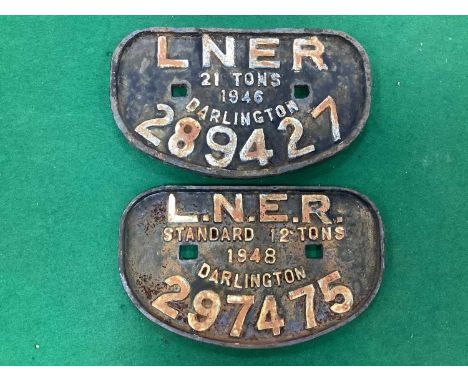 LNER
21 TONS
1946
DARLINGTON
289427
L.N.E.R.
STANDARD 12 TONS
1948
DARLINGTON
297475